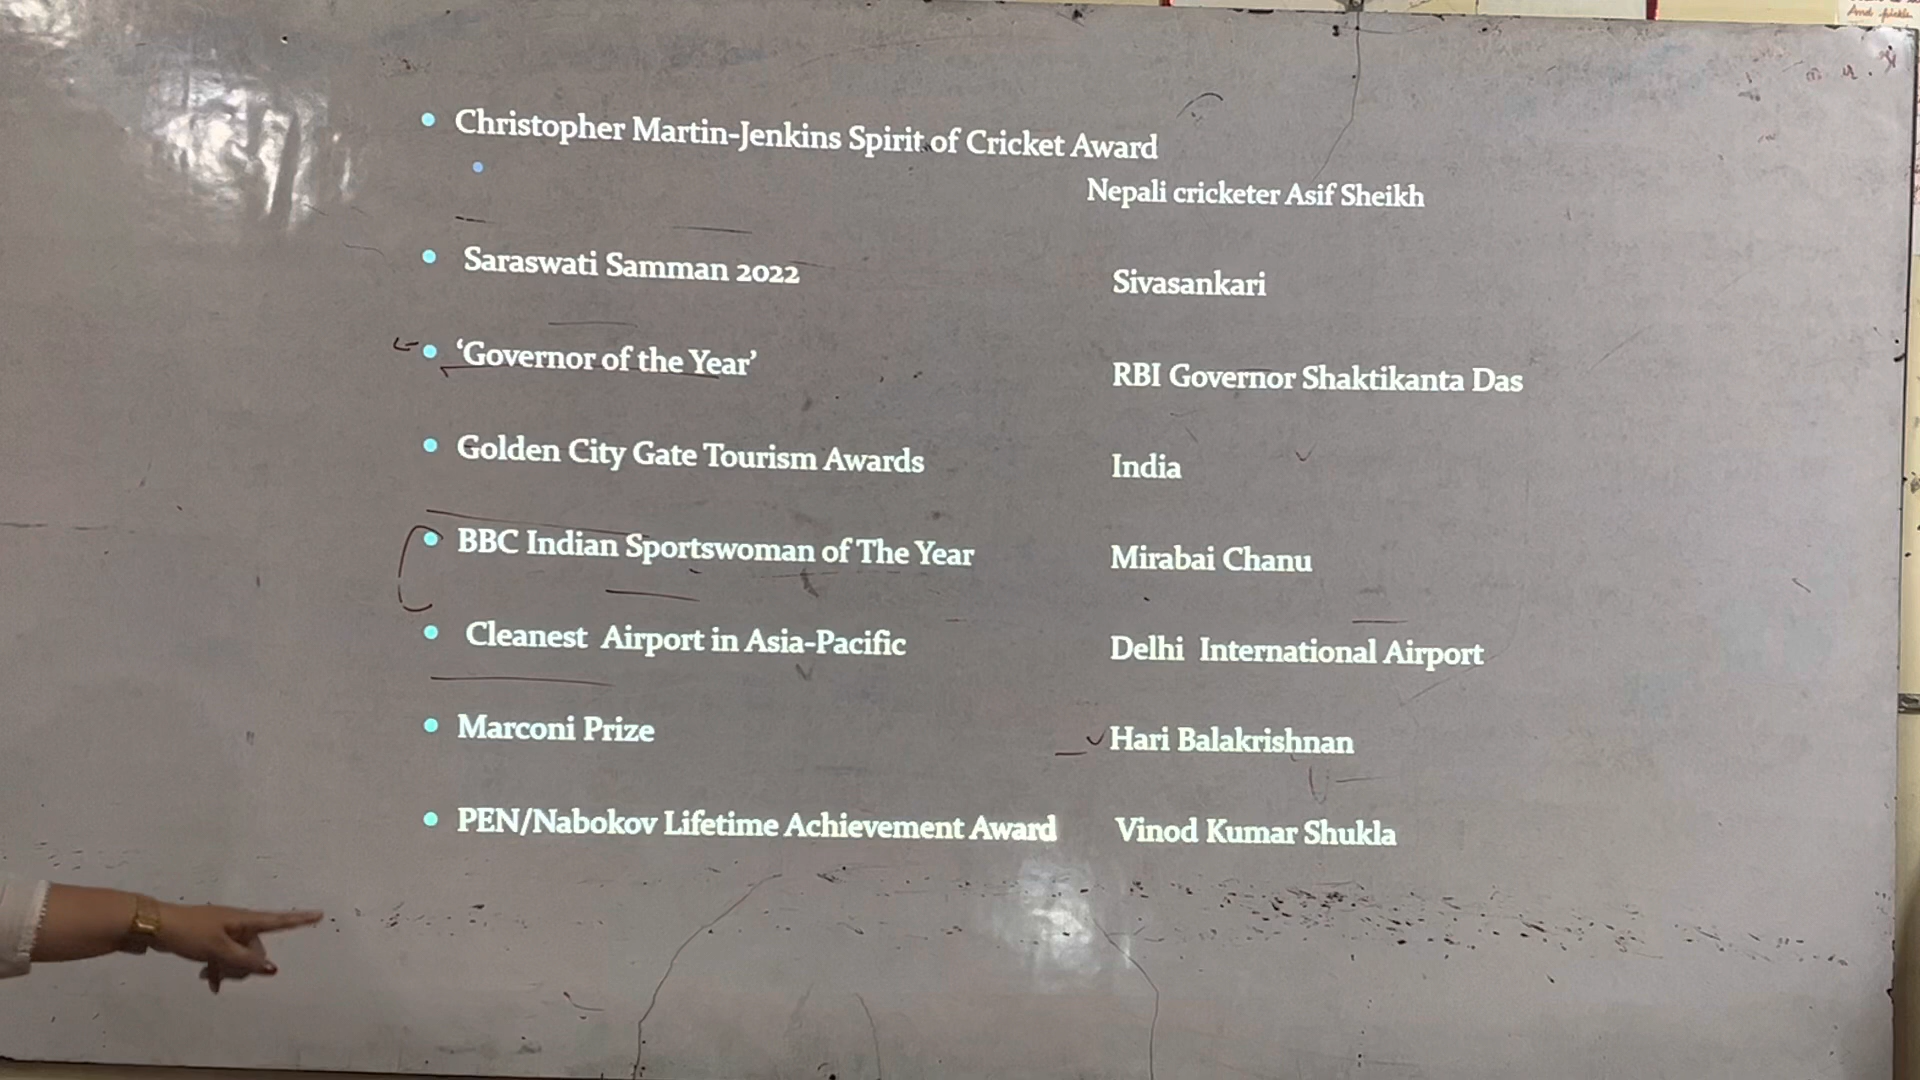 And pickle
• Christopher Martin-Jenkins Spirit of Cricket Award
•
Nepali cricketer Asif Sheikh
• Saraswati Samman 2022 Sivasankari
• ‘Governor of the Year’ RBI Governor Shaktikanta Das
• Golden City Gate Tourism Awards India
• BBC Indian Sportswoman of The Year Mirabai Chanu
• Cleanest Airport in Asia-Pacific Delhi International Airport
• Marconi Prize Hari Balakrishnan
• PEN/Nabokov Lifetime Achievement Award Vinod Kumar Shukla